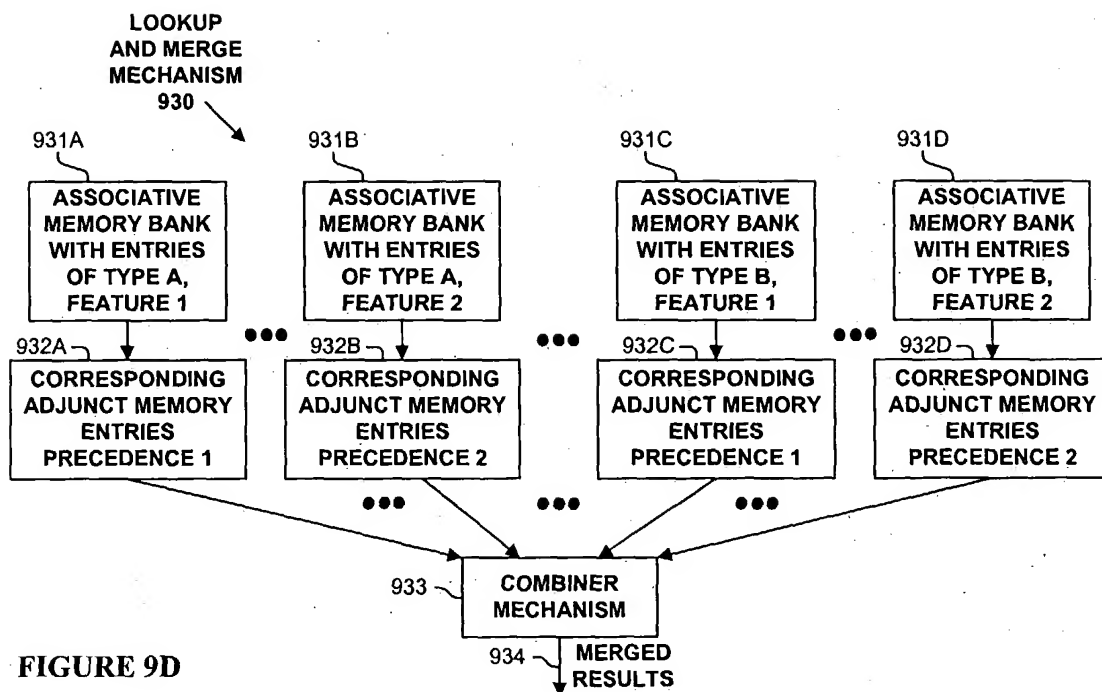 LOOKUP
AND MERGE
MECHANISM
930
931A
ASSOCIATIVE
MEMORY BANK
WITH ENTRIES
OF TYPE A,
FEATURE 1
931B
ASSOCIATIVE
MEMORY BANK
WITH ENTRIES
OF TYPE A,
FEATURE 2
931C
ASSOCIATIVE
MEMORY BANK
WITH ENTRIES
OF TYPE B,
FEATURE 1
931D
ASSOCIATIVE
MEMORY BANK
WITH ENTRIES
OF TYPE B,
FEATURE 2
932A
CORRESPONDING
ADJUNCT MEMORY
ENTRIES
PRECEDENCE 1
932B
CORRESPONDING
ADJUNCT MEMORY
ENTRIES
PRECEDENCE 2
932C
CORRESPONDING
ADJUNCT MEMORY
ENTRIES
PRECEDENCE 1
932D
CORRESPONDING
ADJUNCT MEMORY
ENTRIES
PRECEDENCE 2
933
COMBINER
MECHANISM
934
MERGED
RESULTS
FIGURE 9D